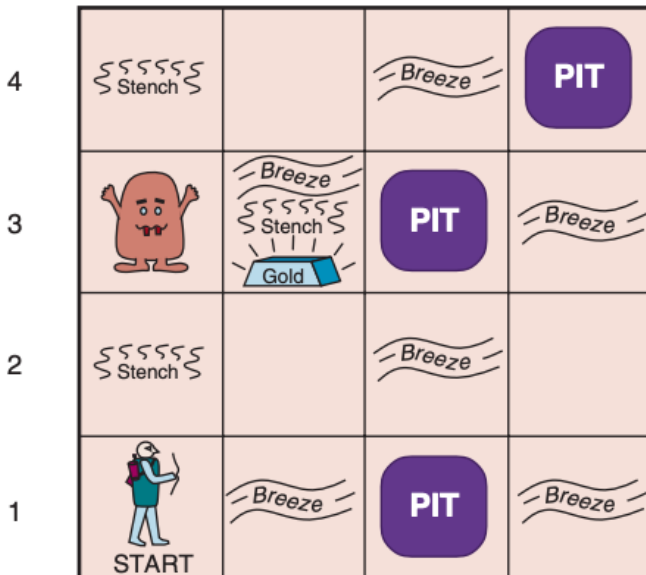 4
Stench
Breeze
PIT
3
Breeze
Stench
Gold
PIT
Breeze
2
Stench
Breeze
1
START
Breeze
PIT
Breeze